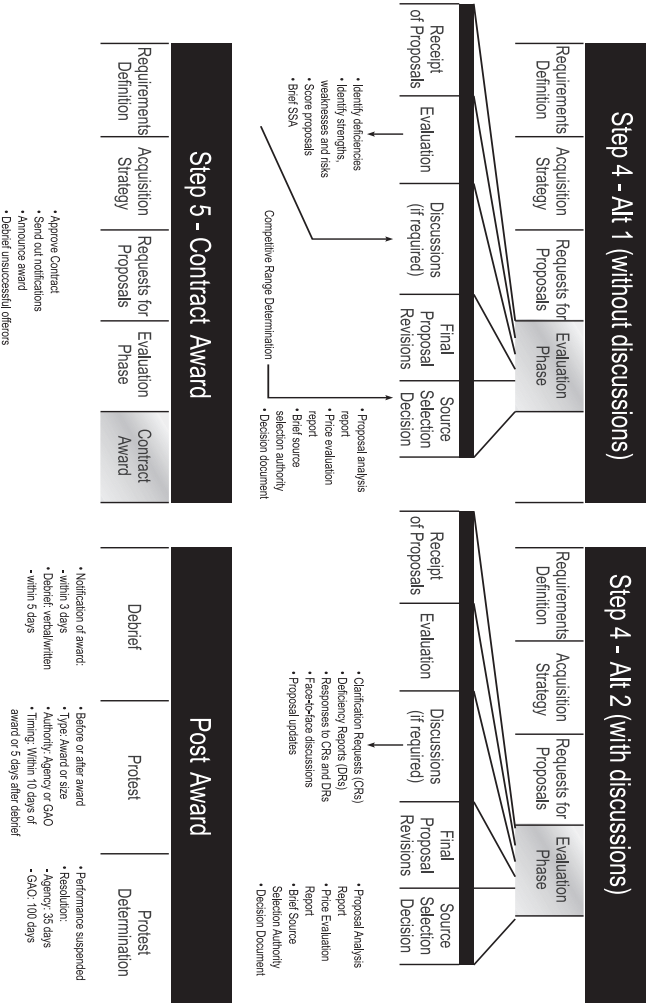 Step 4 - Alt 1 (without discussions)
Requirements
Definition
Acquisition
Strategy
Requests for
Proposals
Evaluation
Phase
Receipt
of Proposals
Evaluation
Discussions
(if required)
Final
Proposal
Revisions
Source
Selection
Decision
• Identify deficiencies
• Identify strengths,
weaknesses and risks
• Score proposals
• Brief SSA
Competitive Range Determination
• Proposal analysis
report
• Price evaluation
report
• Brief source
selection authority
• Decision document
Step 4 - Alt 2 (with discussions)
Requirements
Definition
Acquisition
Strategy
Requests for
Proposals
Evaluation
Phase
Receipt
of Proposals
Evaluation
Discussions
(if required)
Final
Proposal
Revisions
Source
Selection
Decision
• Clarification Requests (CRs)
• Deficiency Reports (DRs)
• Responses to CRs and DRs
• Face-to-face discussions
• Proposal updates
• Proposal Analysis
Report
• Price Evaluation
Report
• Brief Source
Selection Authority
• Decision Document
Step 5 - Contract Award
Requirements
Definition
Acquisition
Strategy
Requests for
Proposals
Evaluation
Phase
Contract
Award
• Approve Contract
• Send out notifications
• Announce award
• Debrief unsuccessful offerors
Post Award
Debrief
Protest
Protest
Determination
• Notification of award:
- within 3 days
• Debrief: verbal/written
- within 5 days
• Before or after award
• Type: Award or size
• Authority: Agency or GAO
• Timing: Within 10 days of
award or 5 days after debrief
• Performance suspended
• Resolution:
- Agency: 35 days
- GAO: 100 days